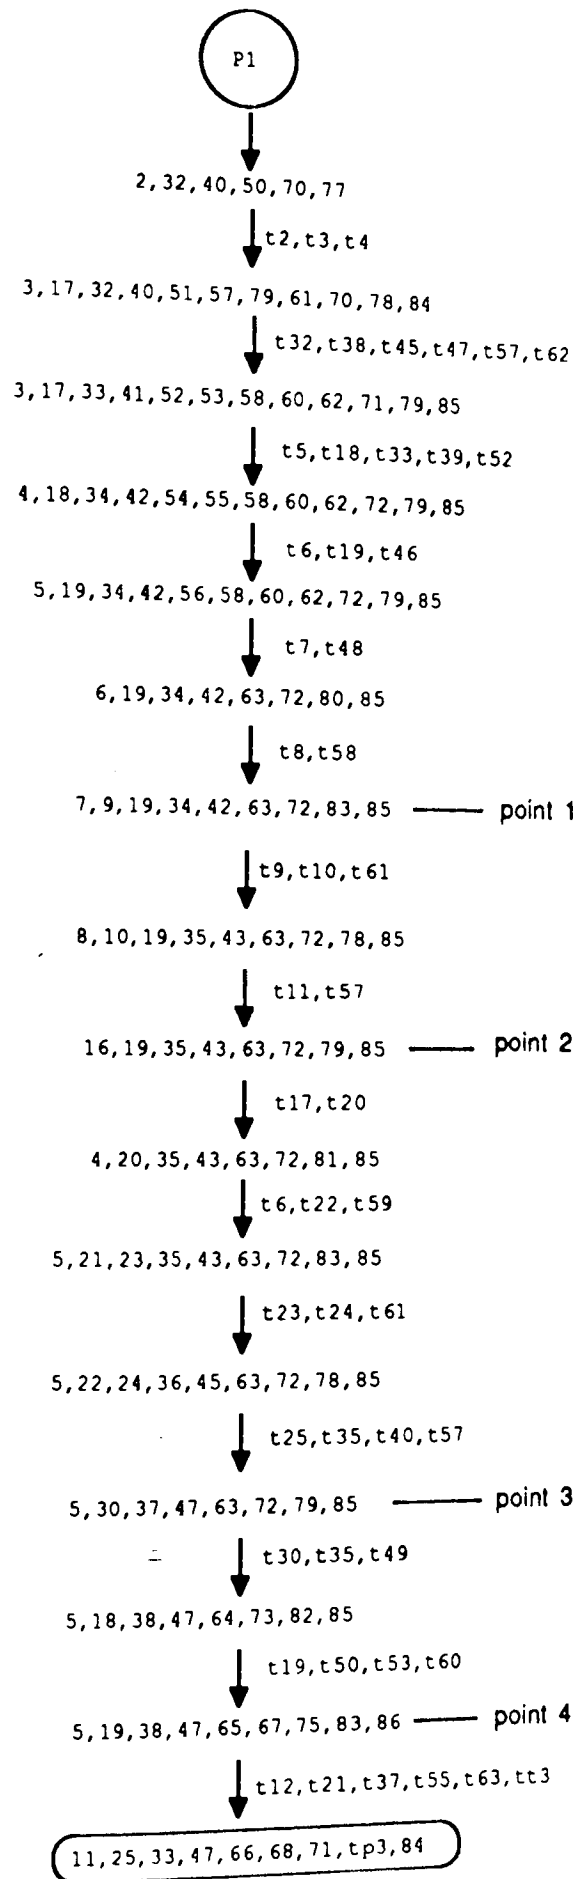 P1
2,32,40,50,70,77
t2,t3,t4
3,17,32,40,51,57,79,61,70,78,84
t32,t38,t45,t47,t57,t62
3,17,33,41,52,53,58,60,62,71,79,85
t5,t18,t33,t39,t52
4,18,34,42,54,55,58,60,62,72,79,85
t6,t19,t46
5,19,34,42,56,58,60,62,72,79,85
t7,t48
6,19,34,42,63,72,80,85
t8,t58
7,9,19,34,42,63,72,83,85 point 1
t9,t10,t61
8,10,19,35,43,63,72,78,85
t11,t57
16,19,35,43,63,72,79,85 point 2
t17,t20
4,20,35,43,63,72,81,85
t6,t22,t59
5,21,23,35,43,63,72,83,85
t23,t24,t61
5,22,24,36,45,63,72,78,85
t25,t35,t40,t57
5,30,37,47,63,72,79,85 point 3
t30,t35,t49
5,18,38,47,64,73,82,85
t19,t50,t53,t60
5,19,38,47,65,67,75,83,86 point 4
t12,t21,t37,t55,t63,tt3
11,25,33,47,66,68,71,tp3,84